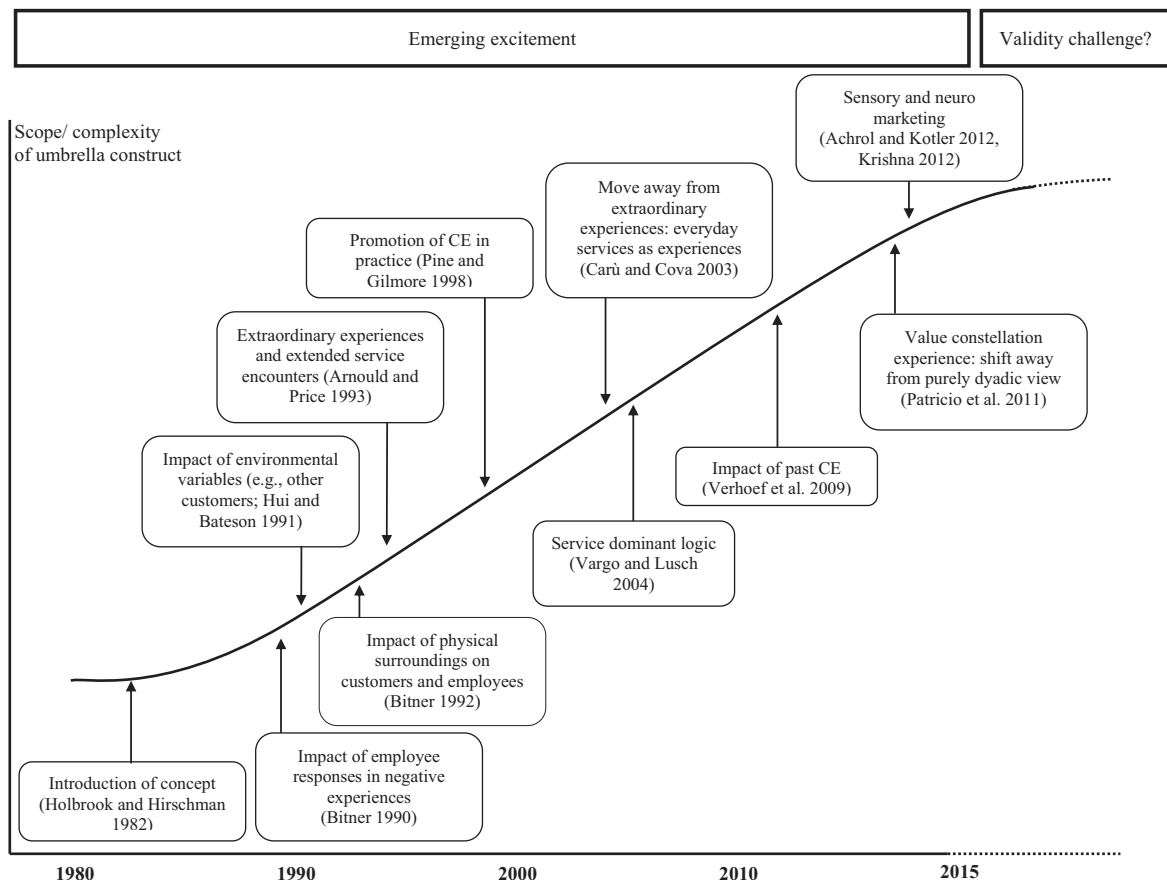 Emerging excitement
Validity challenge?
Scope/ complexity
of umbrella construct
Sensory and neuro
marketing
(Achrol and Kotler 2012,
Krishna 2012)
Move away from
extraordinary
experiences: everyday
services as experiences
(Carù and Cova 2003)
Promotion of CE in
practice (Pine and
Gilmore 1998)
Extraordinary experiences
and extended service
encounters (Arnould and
Price 1993)
Value constellation
experience: shift away
from purely dyadic view
(Patricio et al. 2011)
Impact of environmental
variables (e.g., other
customers; Hui and
Bateson 1991)
Impact of past CE
(Verhoef et al. 2009)
Service dominant logic
(Vargo and Lusch
2004)
Impact of physical
surroundings on
customers and employees
(Bitner 1992)
Impact of employee
responses in negative
experiences
(Bitner 1990)
Introduction of concept
(Holbrook and Hirschman
1982)
1980
1990
2000
2010
2015